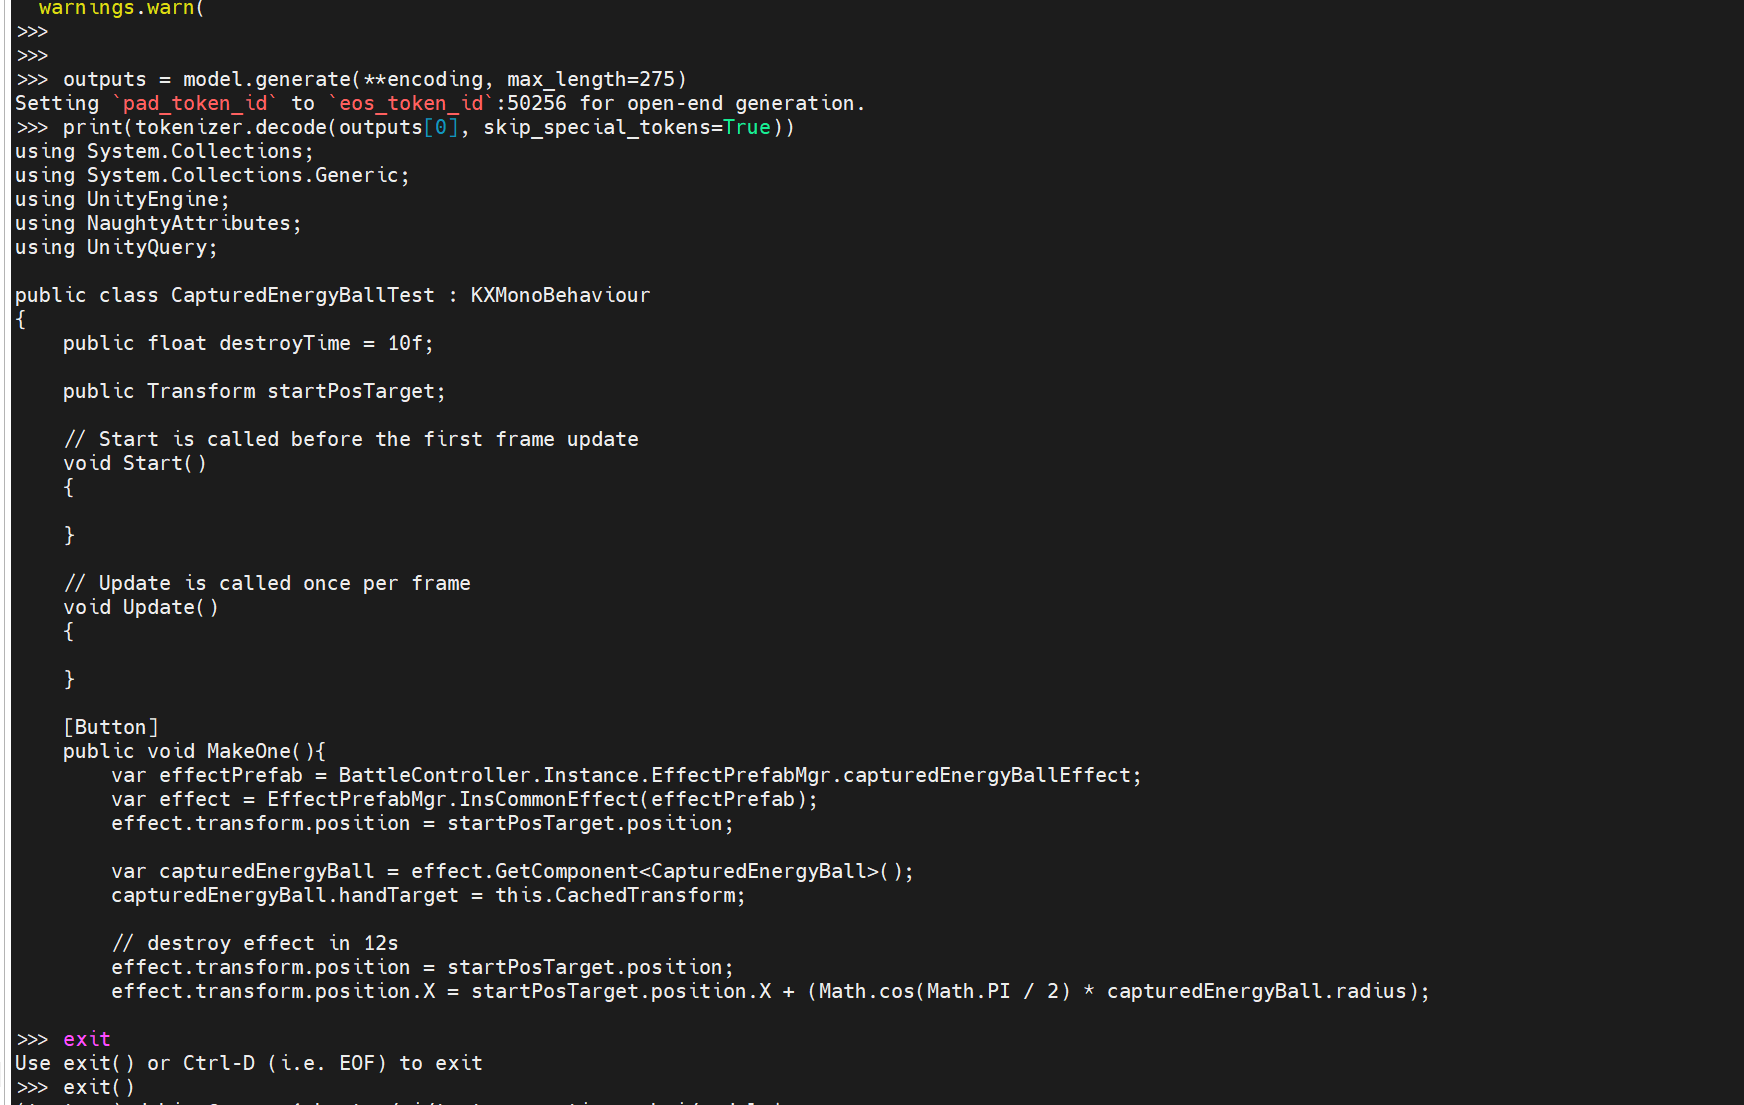 warnings.warn(
>>>
>>>
>>> outputs = model.generate(**encoding, max_length=275)
Setting `pad_token_id` to `eos_token_id`:50256 for open-end generation.
>>> print(tokenizer.decode(outputs[0], skip_special_tokens=True))
using System.Collections;
using System.Collections.Generic;
using UnityEngine;
using NaughtyAttributes;
using UnityQuery;

public class CapturedEnergyBallTest : KXMonoBehaviour
{
    public float destroyTime = 10f;

    public Transform startPosTarget;

    // Start is called before the first frame update
    void Start()
    {

    }

    // Update is called once per frame
    void Update()
    {

    }

    [Button]
    public void MakeOne(){
        var effectPrefab = BattleController.Instance.EffectPrefabMgr.capturedEnergyBallEffect;
        var effect = EffectPrefabMgr.InsCommonEffect(effectPrefab);
        effect.transform.position = startPosTarget.position;

        var capturedEnergyBall = effect.GetComponent<CapturedEnergyBall>();
        capturedEnergyBall.handTarget = this.CachedTransform;

        // destroy effect in 12s
        effect.transform.position = startPosTarget.position;
        effect.transform.position.X = startPosTarget.position.X + (Math.cos(Math.PI / 2) * capturedEnergyBall.radius);

>>> exit
Use exit() or Ctrl-D (i.e. EOF) to exit
>>> exit()